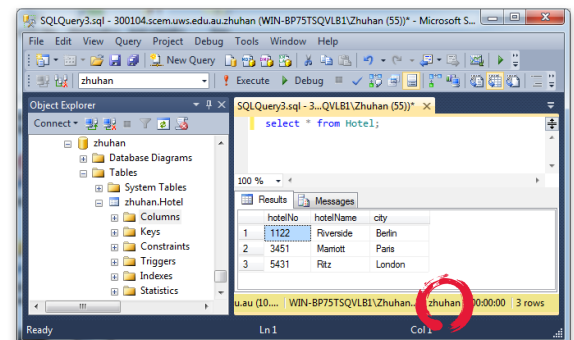 SQLQuery3.sql - 300104.scem.uws.edu.au.zhuhan (WIN-BP75TSQVLB1\Zhuhan (55))* - Microsoft S...
File Edit View Query Project Debug Tools Window Help
New Query
zhuhan Execute Debug
Object Explorer
SQLQuery3.sql - 3...QVLB1\Zhuhan (55))*
Connect
select * from Hotel;
zhuhan
Database Diagrams
Tables
System Tables
zhuhan.Hotel
Columns
Keys
Constraints
Triggers
Indexes
Statistics
100 %
Results Messages
hotelNo hotelName city
1 1122 Riverside Berlin
2 3451 Marriott Paris
3 5431 Ritz London
u.au (10.... WIN-BP75TSQVLB1\Zhuhan... zhuhan 00:00:00 3 rows
Ready Ln 1 Col 1